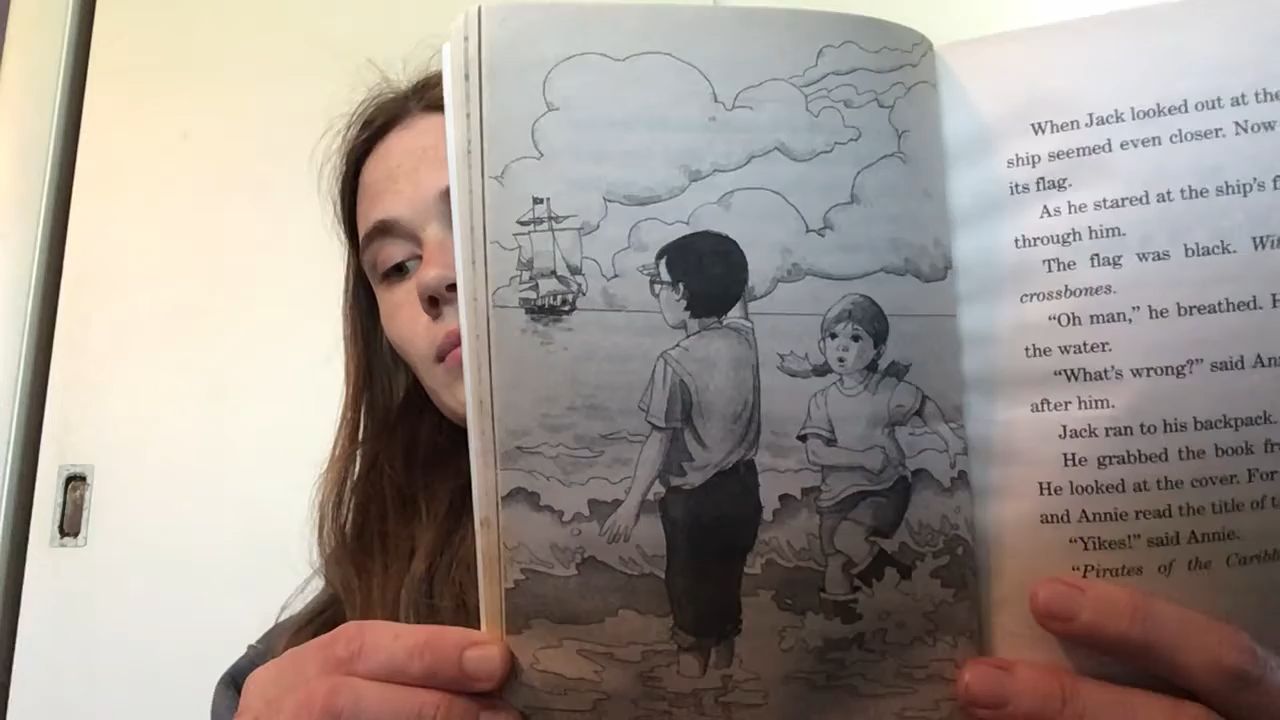 When Jack looked out at the
ship seemed even closer. Now
its flag.
As he stared at the ship's
through him.
The flag was black.
crossbones.
"Oh man," he breathed.
the water.
"What's wrong?" said
after him.
Jack ran to his backpack.
He grabbed the book
He looked at the cover. For
and Annie read the title of
"Yikes!" said Annie.
"Pirates of the